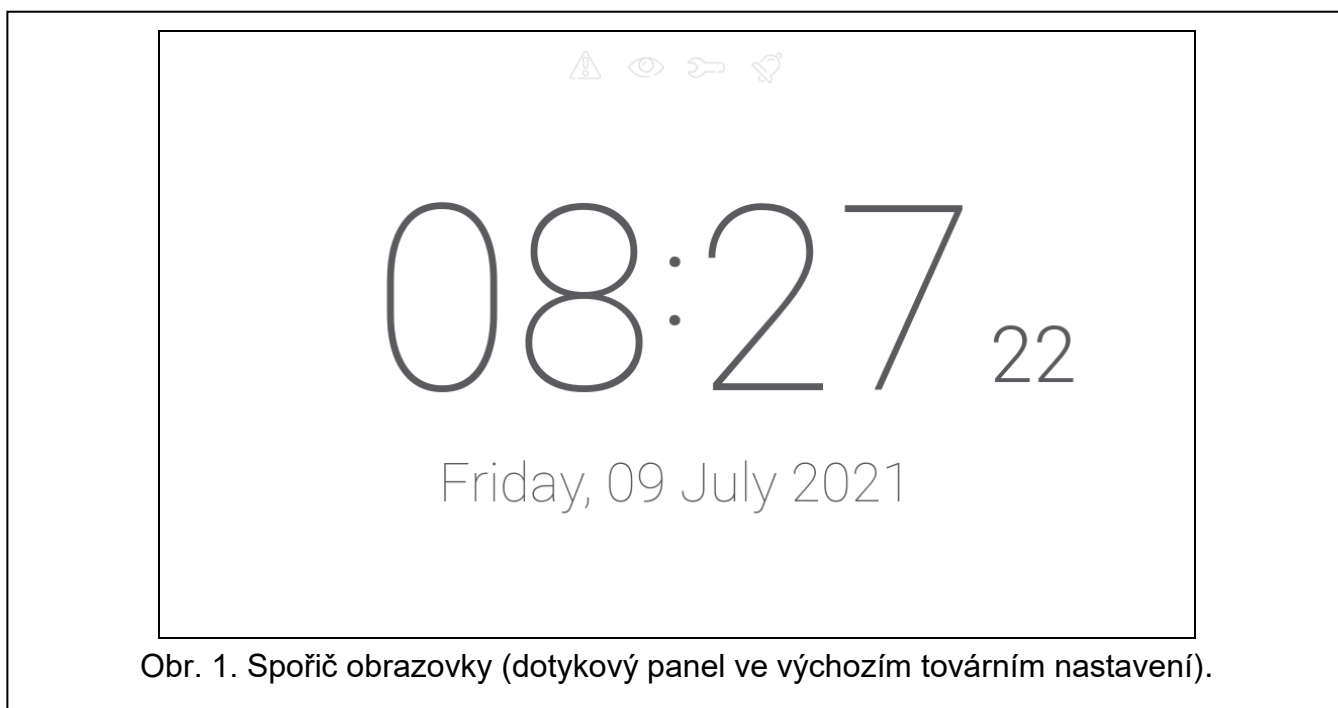 08:27 22
Friday, 09 July 2021
Obr. 1. Spořič obrazovky (dotykový panel ve výchozím továrním nastavení).